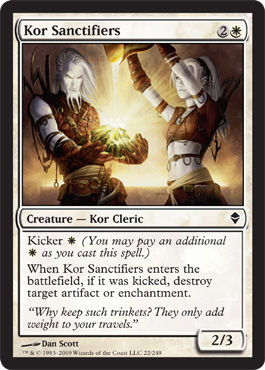 Kor Sanctifiers 2
Creature — Kor Cleric
Kicker (You may pay an additional
as you cast this spell.)
When Kor Sanctifiers enters the
battlefield, if it was kicked, destroy
target artifact or enchantment.
“Why keep such trinkets? They only add
weight to your travels.”
Dan Scott
2/3
™ & © 1993–2009 Wizards of the Coast LLC 22/249